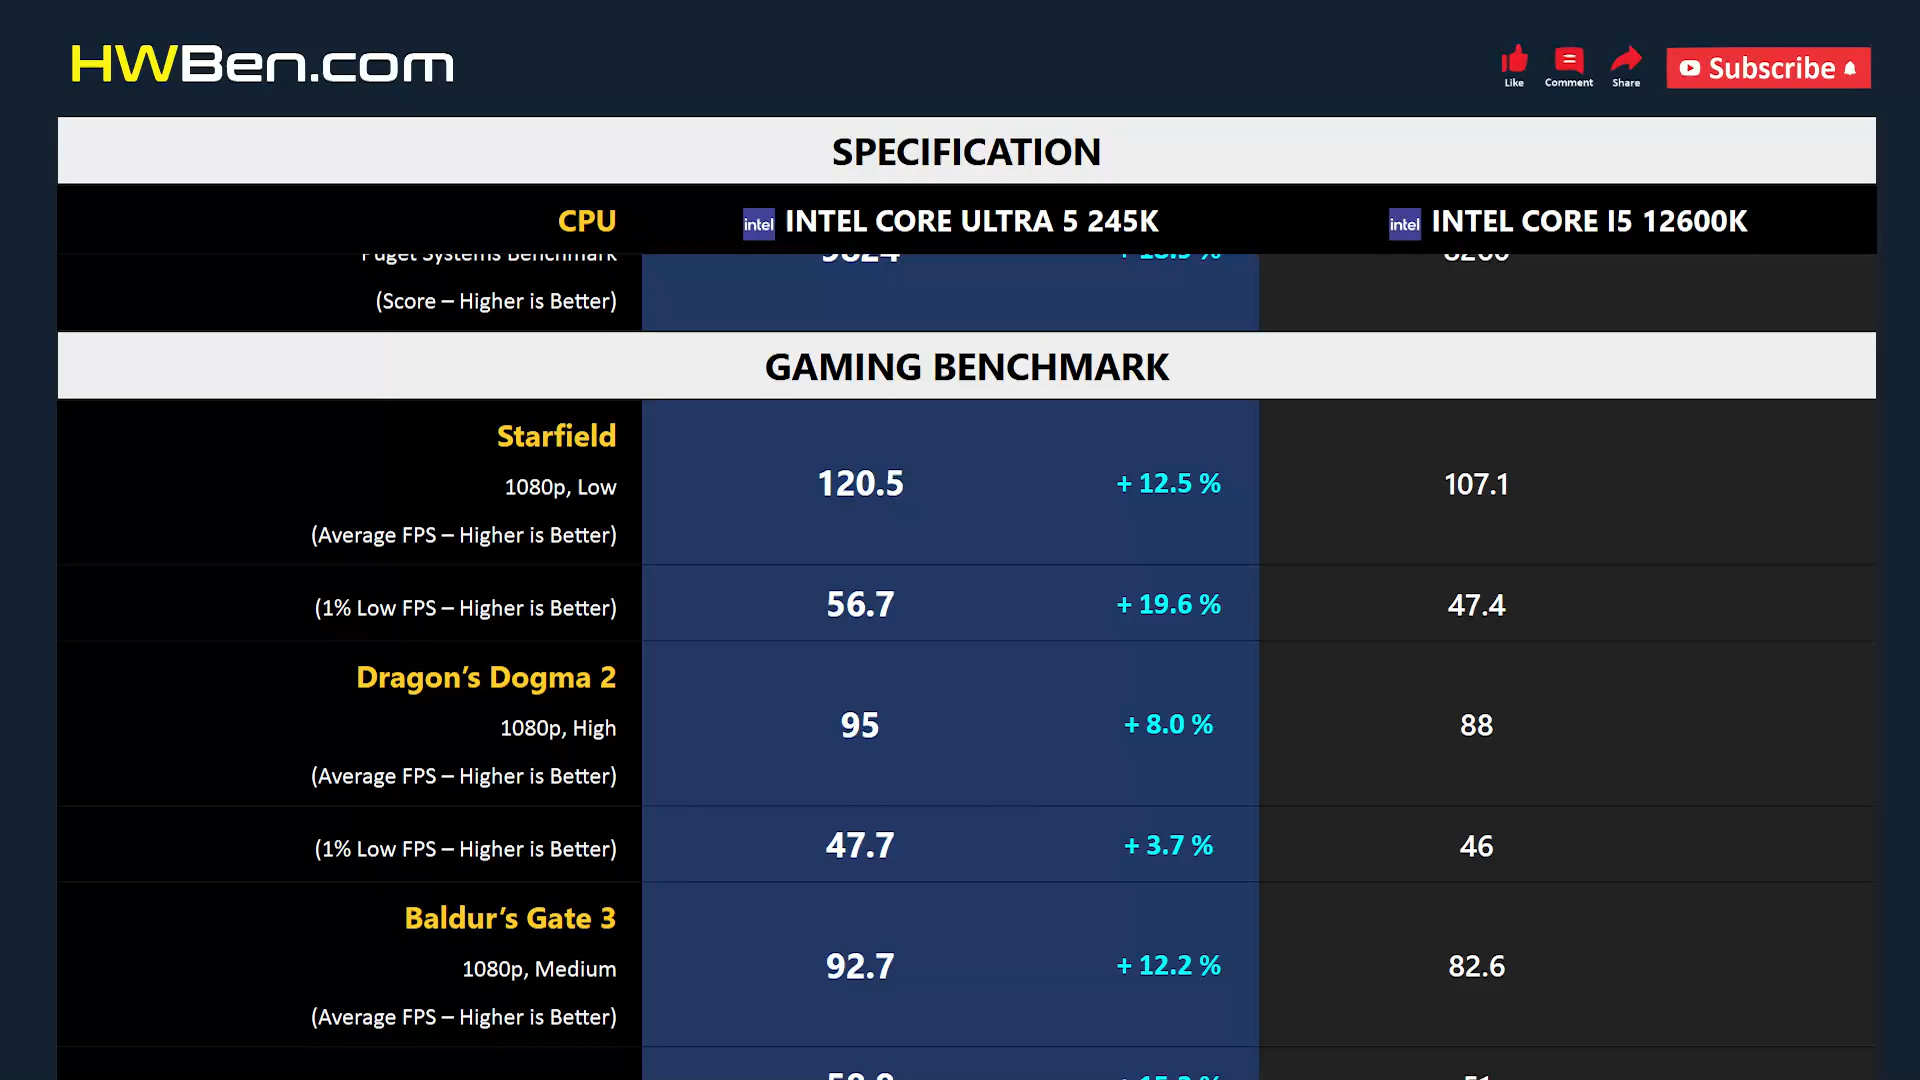 HWBen.com
Like
Comment
Share
Subscribe
SPECIFICATION
CPU
intel INTEL CORE ULTRA 5 245K
intel INTEL CORE I5 12600K
Puget Systems Benchmark
(Score – Higher is Better)
GAMING BENCHMARK
Starfield
1080p, Low
(Average FPS – Higher is Better)
120.5
+ 12.5 %
107.1
(1% Low FPS – Higher is Better)
56.7
+ 19.6 %
47.4
Dragon’s Dogma 2
1080p, High
(Average FPS – Higher is Better)
95
+ 8.0 %
88
(1% Low FPS – Higher is Better)
47.7
+ 3.7 %
46
Baldur’s Gate 3
1080p, Medium
(Average FPS – Higher is Better)
92.7
+ 12.2 %
82.6